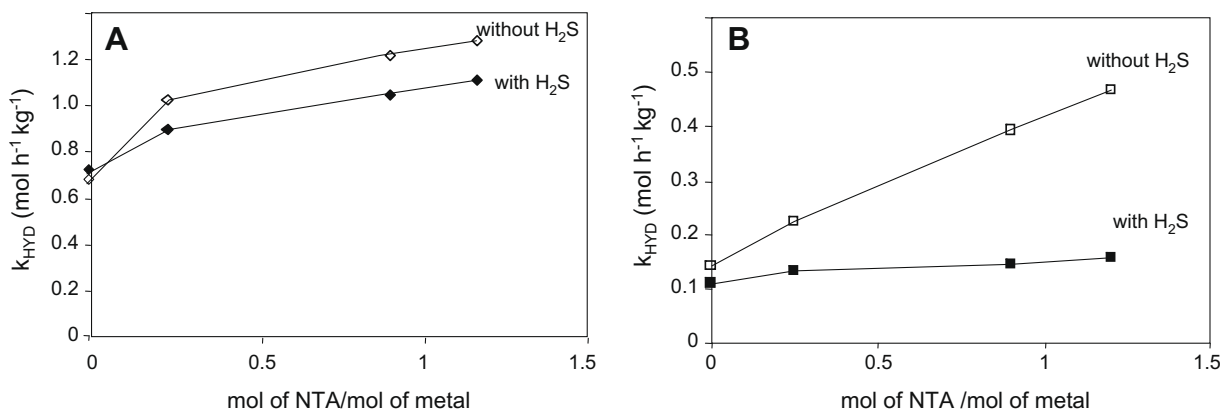 A
without H₂S
with H₂S
1.2
1.0
0.8
0.6
0.4
0.2
0
k_HYD (mol h⁻¹ kg⁻¹)
0 0.5 1 1.5
mol of NTA/mol of metal
B
without H₂S
with H₂S
0.5
0.4
0.3
0.2
0.1
0
k_HYD (mol h⁻¹ kg⁻¹)
0 0.5 1 1.5
mol of NTA /mol of metal